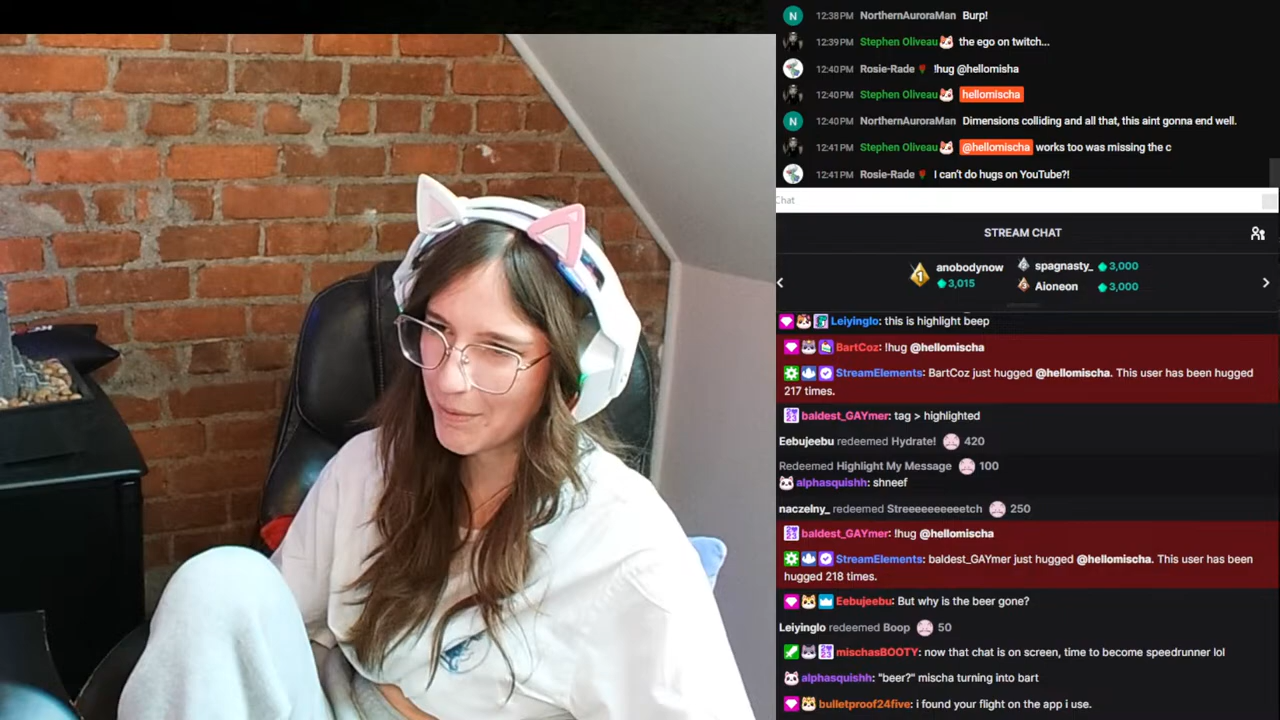 N 12:38PM NorthernAuroraMan Burp!
12:39PM Stephen Oliveau the ego on twitch...
12:40PM Rosie-Rade !hug @hellomisha
12:40PM Stephen Oliveau hellomischa
N 12:40PM NorthernAuroraMan Dimensions colliding and all that, this aint gonna end well.
12:41PM Stephen Oliveau @hellomischa works too was missing the c
12:41PM Rosie-Rade I can't do hugs on YouTube?!
Chat
STREAM CHAT
1 anobodynow 3,015
spagnasty_ 3,000
Aioneon 3,000
Leiyinglo: this is highlight beep
BartCoz: !hug @hellomischa
StreamElements: BartCoz just hugged @hellomischa. This user has been hugged
217 times.
baldest_GAYmer: tag > highlighted
Eebujeebu redeemed Hydrate! 420
Redeemed Highlight My Message 100
alphasquishh: shneef
naczelny_ redeemed Streeeeeeeeeetch 250
baldest_GAYmer: !hug @hellomischa
StreamElements: baldest_GAYmer just hugged @hellomischa. This user has been
hugged 218 times.
Eebujeebu: But why is the beer gone?
Leiyinglo redeemed Boop 50
mischasBOOTY: now that chat is on screen, time to become speedrunner lol
alphasquishh: "beer?" mischa turning into bart
bulletproof24five: i found your flight on the app i use.